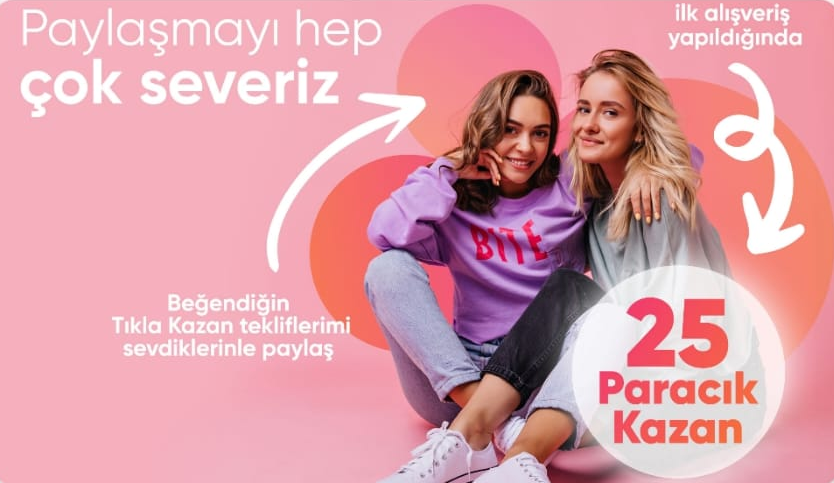 Paylaşmayı hep
çok severiz
ilk alışveriş
yapıldığında
BITE
Beğendiğin
Tıkla Kazan tekliflerimi
sevdiklerinle paylaş
25
Paracık
Kazan